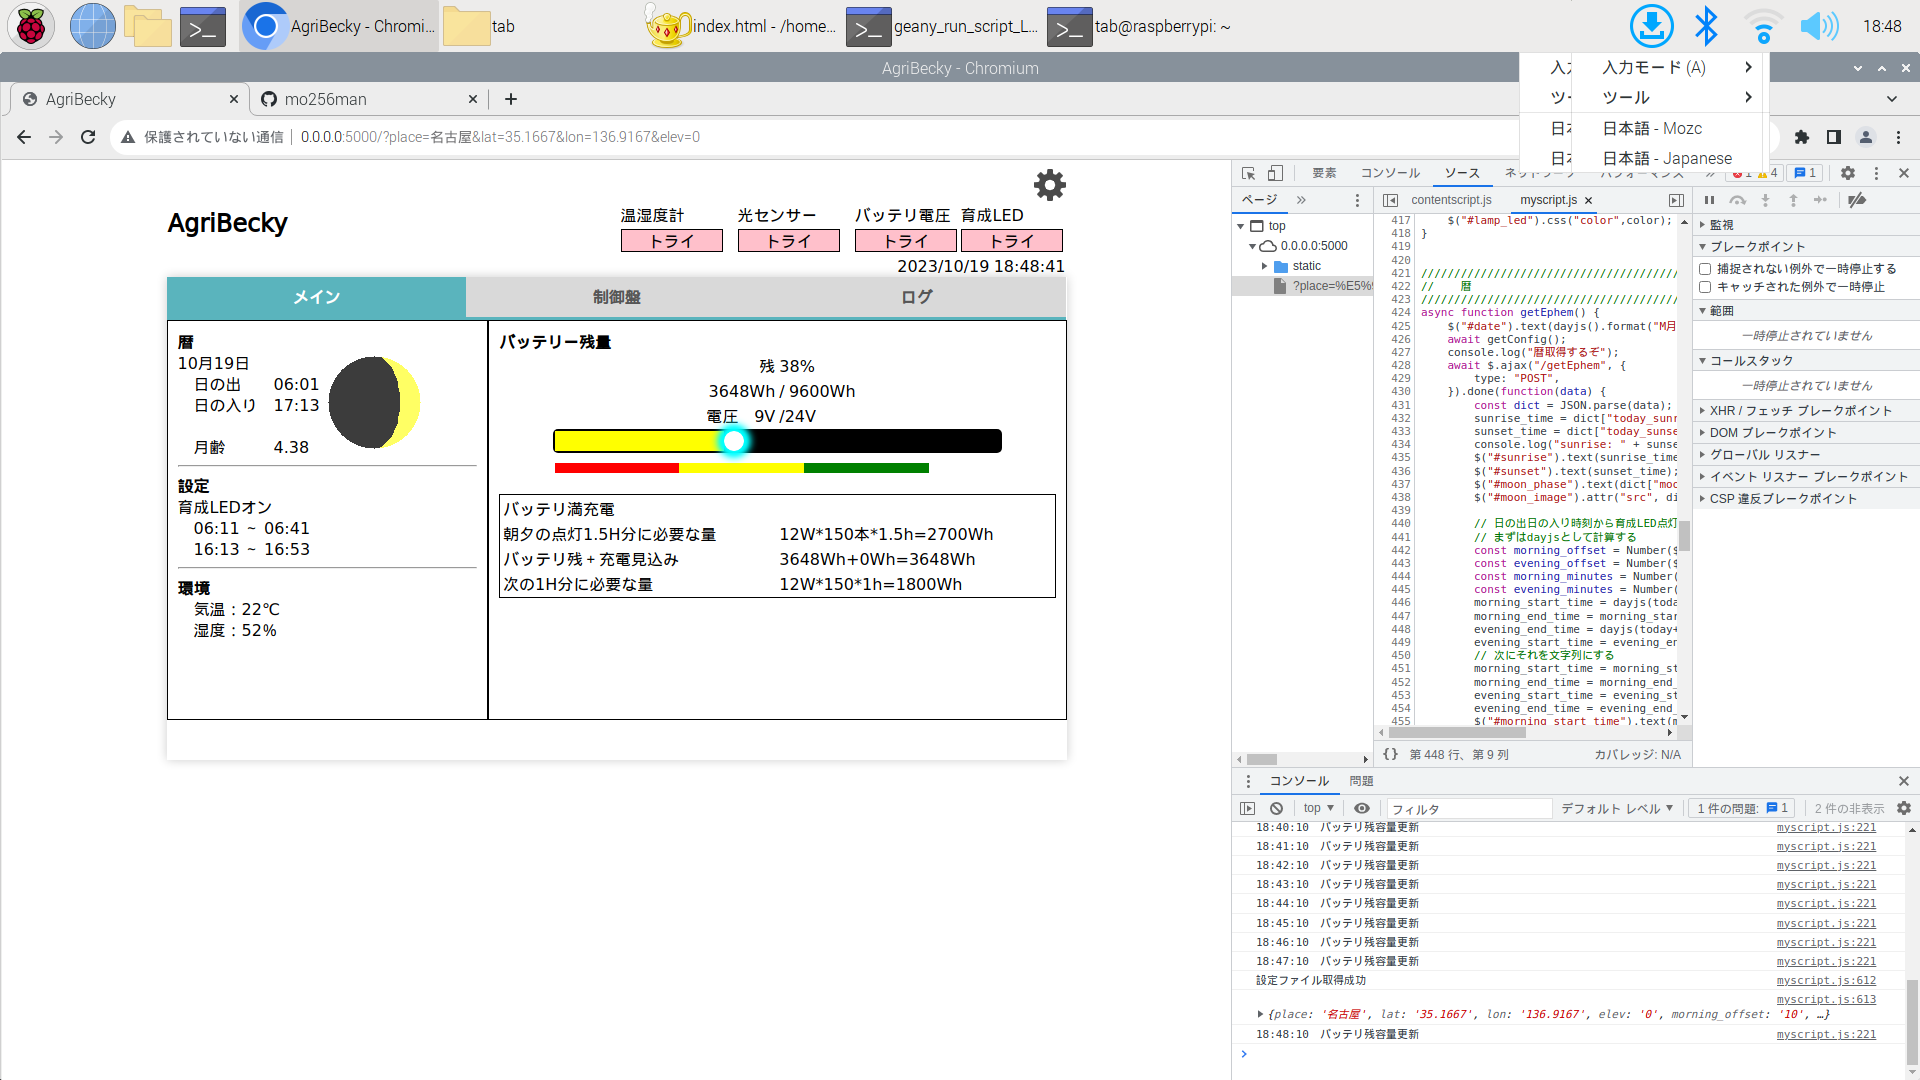 AgriBecky - Chromi...
tab
index.html - /home...
geany_run_script_L...
tab@raspberrypi: ~
18:48
AgriBecky - Chromium
入力モード (A)
ツール
日本語 - Mozc
日本語 - Japanese
AgriBecky
mo256man
保護されていない通信
0.0.0.0:5000/?place=名古屋&lat=35.1667&lon=136.9167&elev=0
AgriBecky
温湿度計
光センサー
バッテリ電圧
育成LED
トライ
トライ
トライ
トライ
2023/10/19 18:48:41
メイン
制御盤
ログ
暦
10月19日
日の出 06:01
日の入り 17:13
月齢 4.38
設定
育成LEDオン
06:11 ~ 06:41
16:13 ~ 16:53
環境
気温：22℃
湿度：52%
バッテリー残量
残 38%
3648Wh / 9600Wh
電圧 9V /24V
バッテリ満充電
朝夕の点灯1.5H分に必要な量 12W*150本*1.5h=2700Wh
バッテリ残 + 充電見込み 3648Wh+0Wh=3648Wh
次の1H分に必要な量 12W*150*1h=1800Wh
要素
コンソール
ソース
1
4
1
ページ
top
0.0.0.0:5000
static
?place=%E5%
contentscript.js
myscript.js
417 $("#lamp_led").css("color",color);
418 }
419
420
421 ///////////////////////////////////////
422 // 暦
423 ///////////////////////////////////////
424 async function getEphem() {
425 $("#date").text(dayjs().format("M月
426 await getConfig();
427 console.log("暦取得するぞ");
428 await $.ajax("/getEphem", {
429 type: "POST",
430 }).done(function(data) {
431 const dict = JSON.parse(data);
432 sunrise_time = dict["today_sunr
433 sunset_time = dict["today_sunse
434 console.log("sunrise: " + sunse
435 $("#sunrise").text(sunrise_time
436 $("#sunset").text(sunset_time);
437 $("#moon_phase").text(dict["moo
438 $("#moon_image").attr("src", di
439
440 // 日の出日の入り時刻から育成LED点灯
441 // まずはdayjsとして計算する
442 const morning_offset = Number($
443 const evening_offset = Number($
444 const morning_minutes = Number(
445 const evening_minutes = Number(
446 morning_start_time = dayjs(toda
447 morning_end_time = morning_star
448 evening_end_time = dayjs(today+
449 evening_start_time = evening_en
450 // 次にそれを文字列にする
451 morning_start_time = morning_st
452 morning_end_time = morning_end_
453 evening_start_time = evening_st
454 evening_end_time = evening_end_
455 $("#morning_start_time").text(m
{} 第 448 行、第 9 列
カバレッジ: N/A
監視
ブレークポイント
捕捉されない例外で一時停止する
キャッチされた例外で一時停止
範囲
一時停止されていません
コールスタック
一時停止されていません
XHR / フェッチ ブレークポイント
DOM ブレークポイント
グローバル リスナー
イベント リスナー ブレークポイント
CSP 違反ブレークポイント
コンソール
問題
top
フィルタ
デフォルト レベル
1 件の問題: 1
2 件の非表示
18:40:10 バッテリ残容量更新 myscript.js:221
18:41:10 バッテリ残容量更新 myscript.js:221
18:42:10 バッテリ残容量更新 myscript.js:221
18:43:10 バッテリ残容量更新 myscript.js:221
18:44:10 バッテリ残容量更新 myscript.js:221
18:45:10 バッテリ残容量更新 myscript.js:221
18:46:10 バッテリ残容量更新 myscript.js:221
18:47:10 バッテリ残容量更新 myscript.js:221
設定ファイル取得成功 myscript.js:612
myscript.js:613
{place: '名古屋', lat: '35.1667', lon: '136.9167', elev: '0', morning_offset: '10', …}
18:48:10 バッテリ残容量更新 myscript.js:221